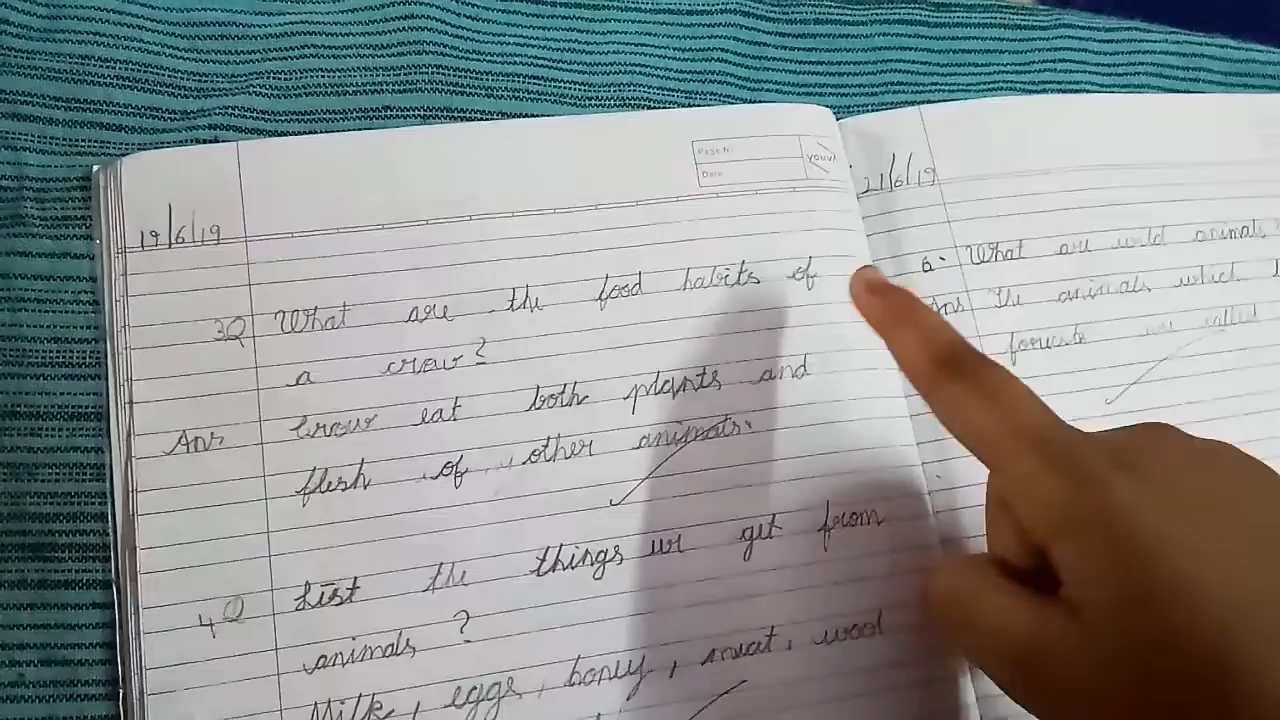 Page No.
Date
YOUVA
19/6/19
3Q What are the food habits of
a crow?
Ans Crow eat both plants and
flesh of other animals.
4Q List the things we get from
animals ?
Milk, eggs, honey, meat, wool
21/6/19
6. What are wild animals
Ans The animals which
forests are called